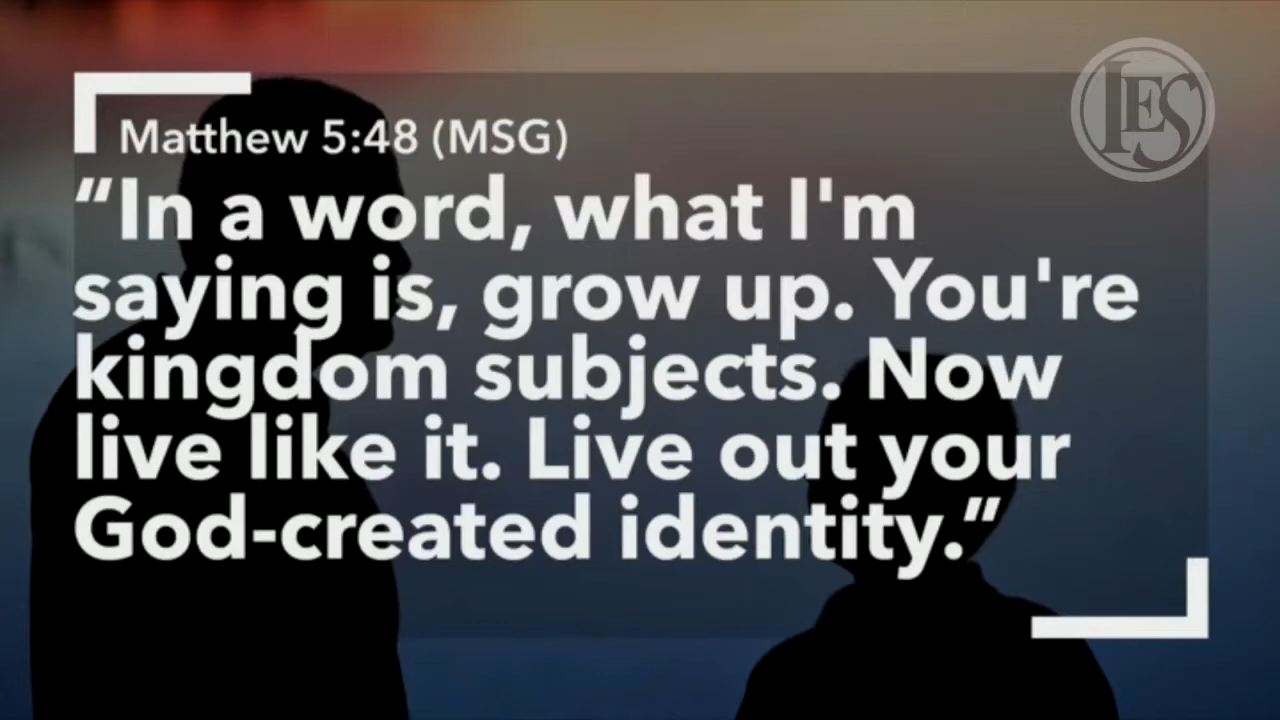 IES
Matthew 5:48 (MSG)
“In a word, what I'm
saying is, grow up. You're
kingdom subjects. Now
live like it. Live out your
God-created identity.”